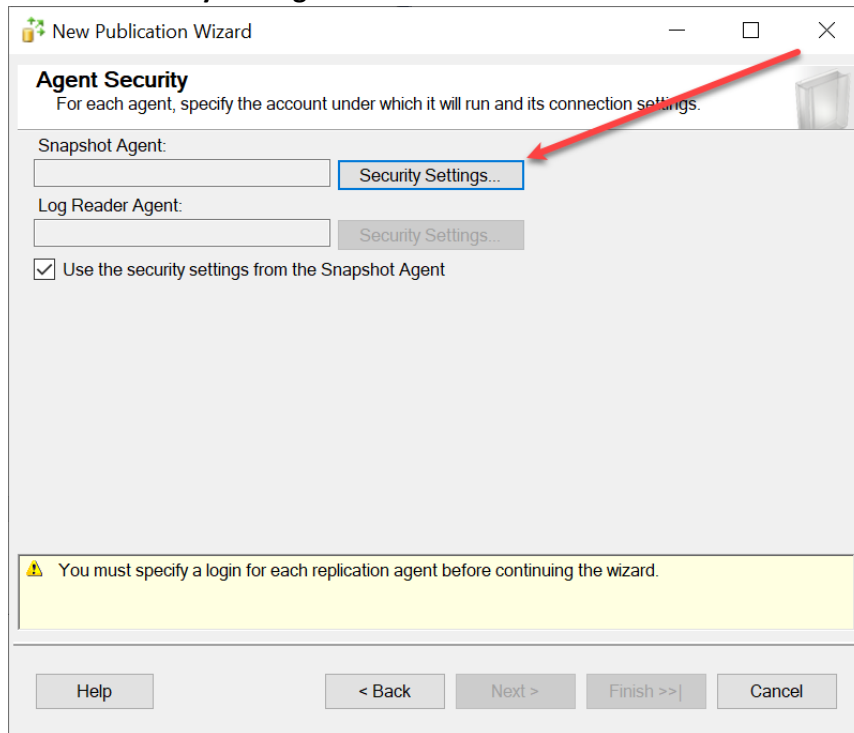 New Publication Wizard
Agent Security
For each agent, specify the account under which it will run and its connection settings.
Snapshot Agent:
Security Settings...
Log Reader Agent:
Security Settings...
Use the security settings from the Snapshot Agent
You must specify a login for each replication agent before continuing the wizard.
Help < Back Next > Finish >>| Cancel